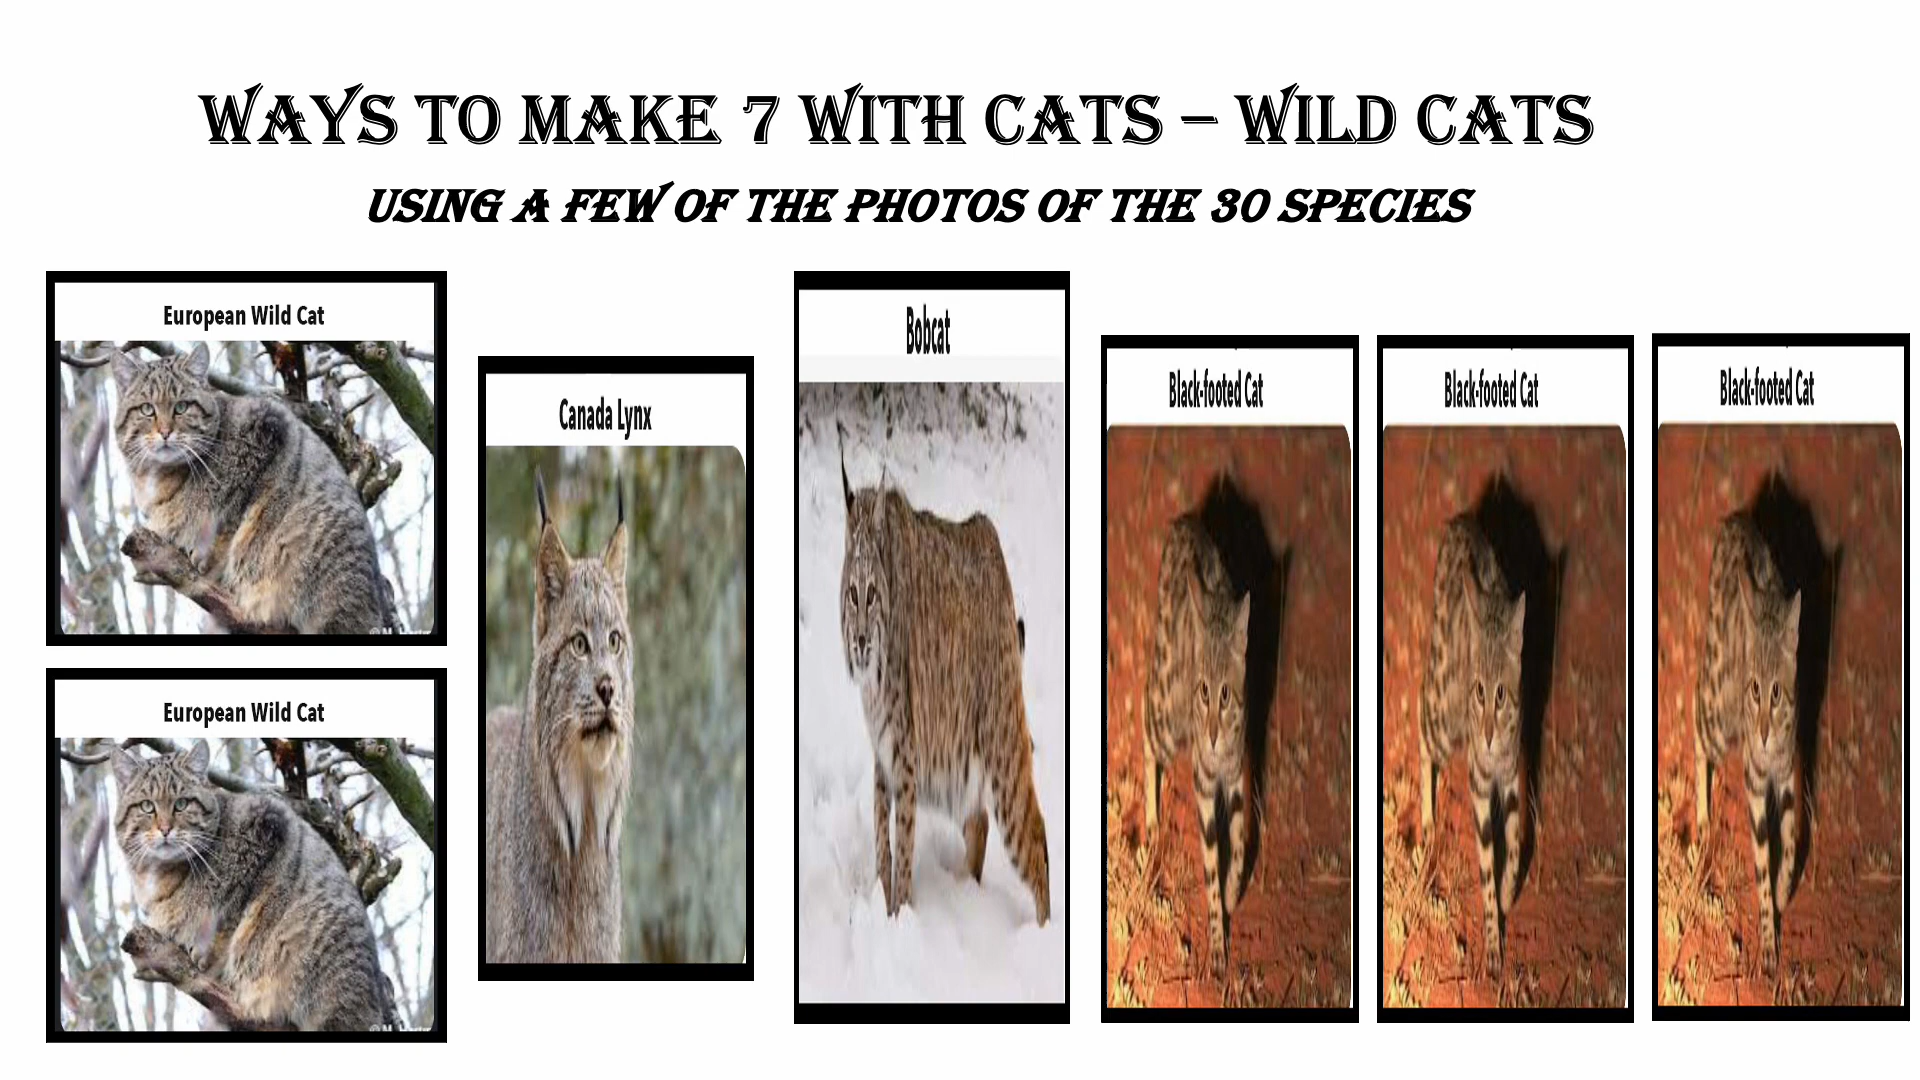 WAYS TO MAKE 7 WITH CATS – WILD CATS
USING A FEW OF THE PHOTOS OF THE 30 SPECIES
European Wild Cat
European Wild Cat
Canada Lynx
Bobcat
Black-footed Cat
Black-footed Cat
Black-footed Cat